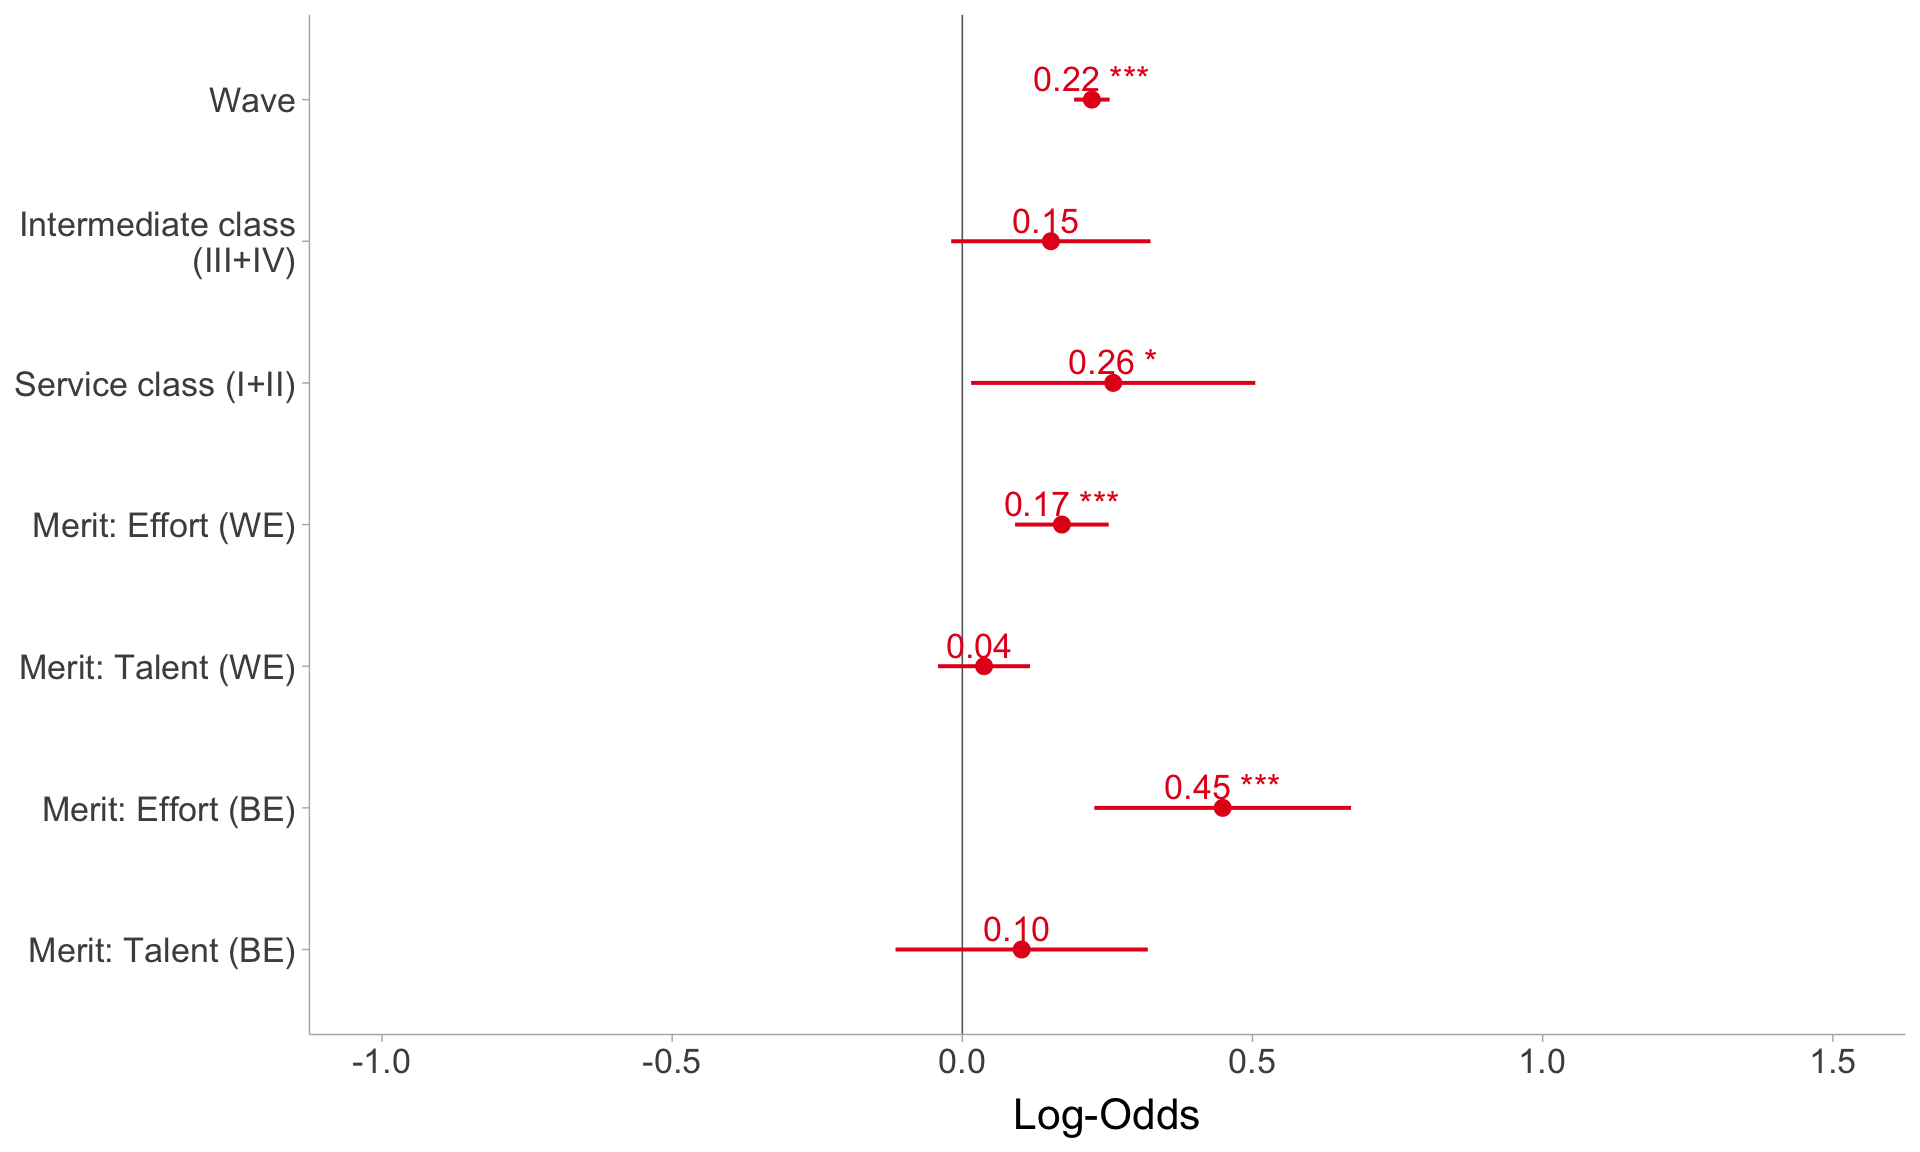 Wave
0.22 ***
Intermediate class
(III+IV)
0.15
Service class (I+II)
0.26 *
Merit: Effort (WE)
0.17 ***
Merit: Talent (WE)
0.04
Merit: Effort (BE)
0.45 ***
Merit: Talent (BE)
0.10
-1.0 -0.5 0.0 0.5 1.0 1.5
Log-Odds